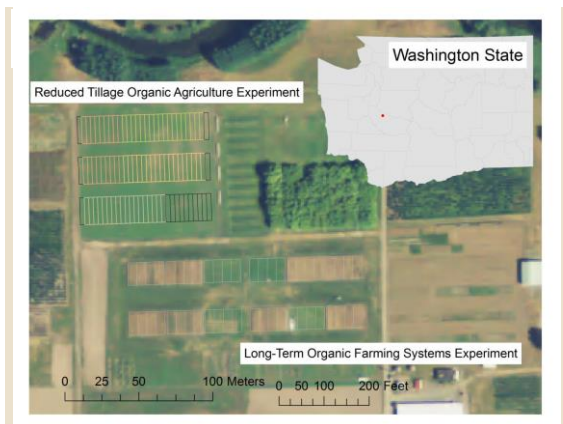 Washington State
Reduced Tillage Organic Agriculture Experiment
Long-Term Organic Farming Systems Experiment
0 25 50 100 Meters
0 50 100 200 Feet